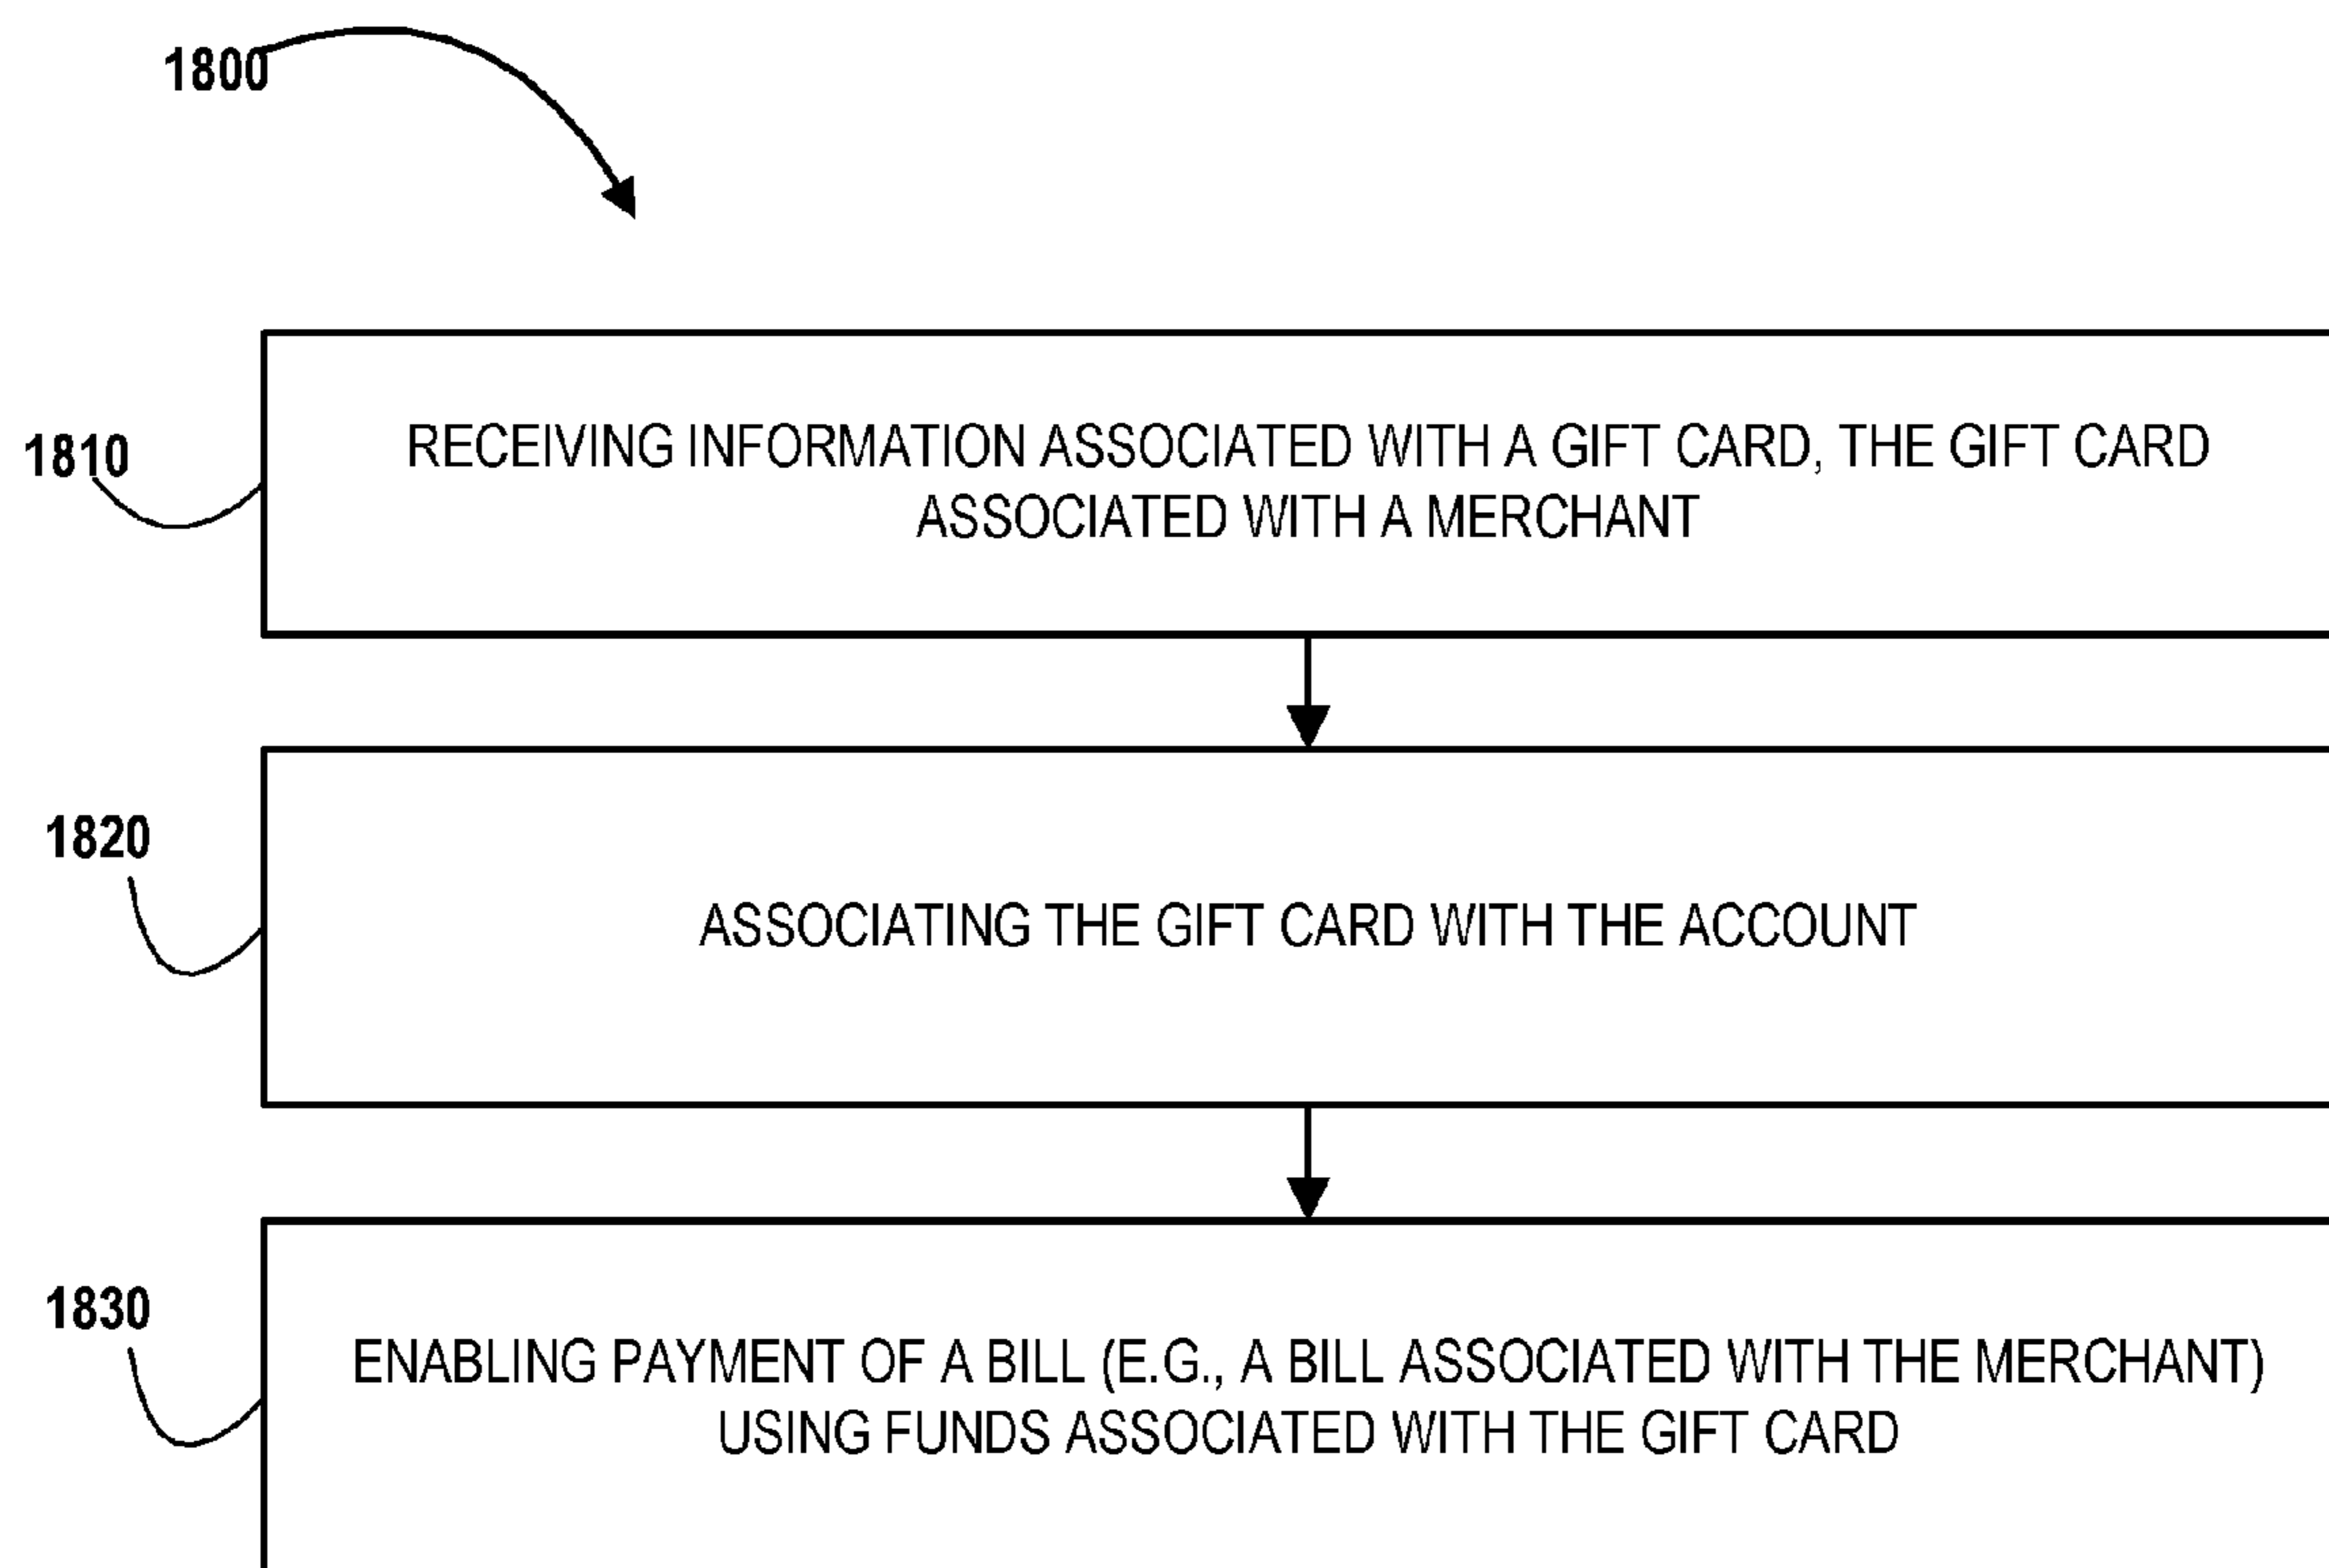 1800
1810
RECEIVING INFORMATION ASSOCIATED WITH A GIFT CARD, THE GIFT CARD
ASSOCIATED WITH A MERCHANT
1820
ASSOCIATING THE GIFT CARD WITH THE ACCOUNT
1830
ENABLING PAYMENT OF A BILL (E.G., A BILL ASSOCIATED WITH THE MERCHANT)
USING FUNDS ASSOCIATED WITH THE GIFT CARD